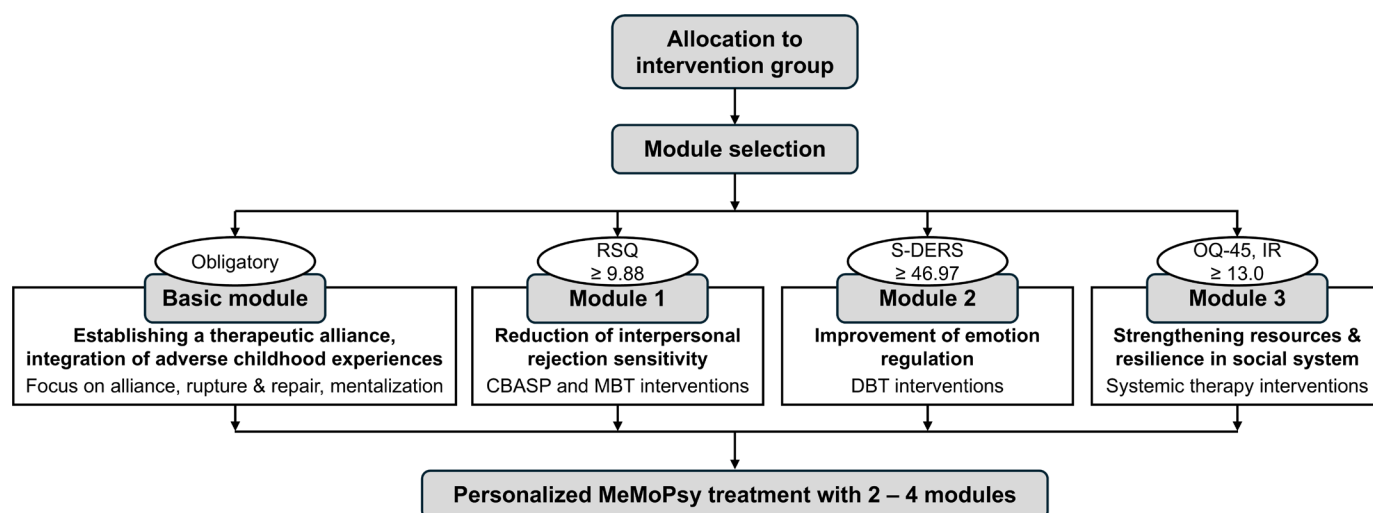 Allocation to
intervention group
Module selection
Obligatory
Basic module
Establishing a therapeutic alliance,
integration of adverse childhood experiences
Focus on alliance, rupture & repair, mentalization
RSQ
≥ 9.88
Module 1
Reduction of interpersonal
rejection sensitivity
CBASP and MBT interventions
S-DERS
≥ 46.97
Module 2
Improvement of emotion
regulation
DBT interventions
OQ-45, IR
≥ 13.0
Module 3
Strengthening resources &
resilience in social system
Systemic therapy interventions
Personalized MeMoPsy treatment with 2 – 4 modules